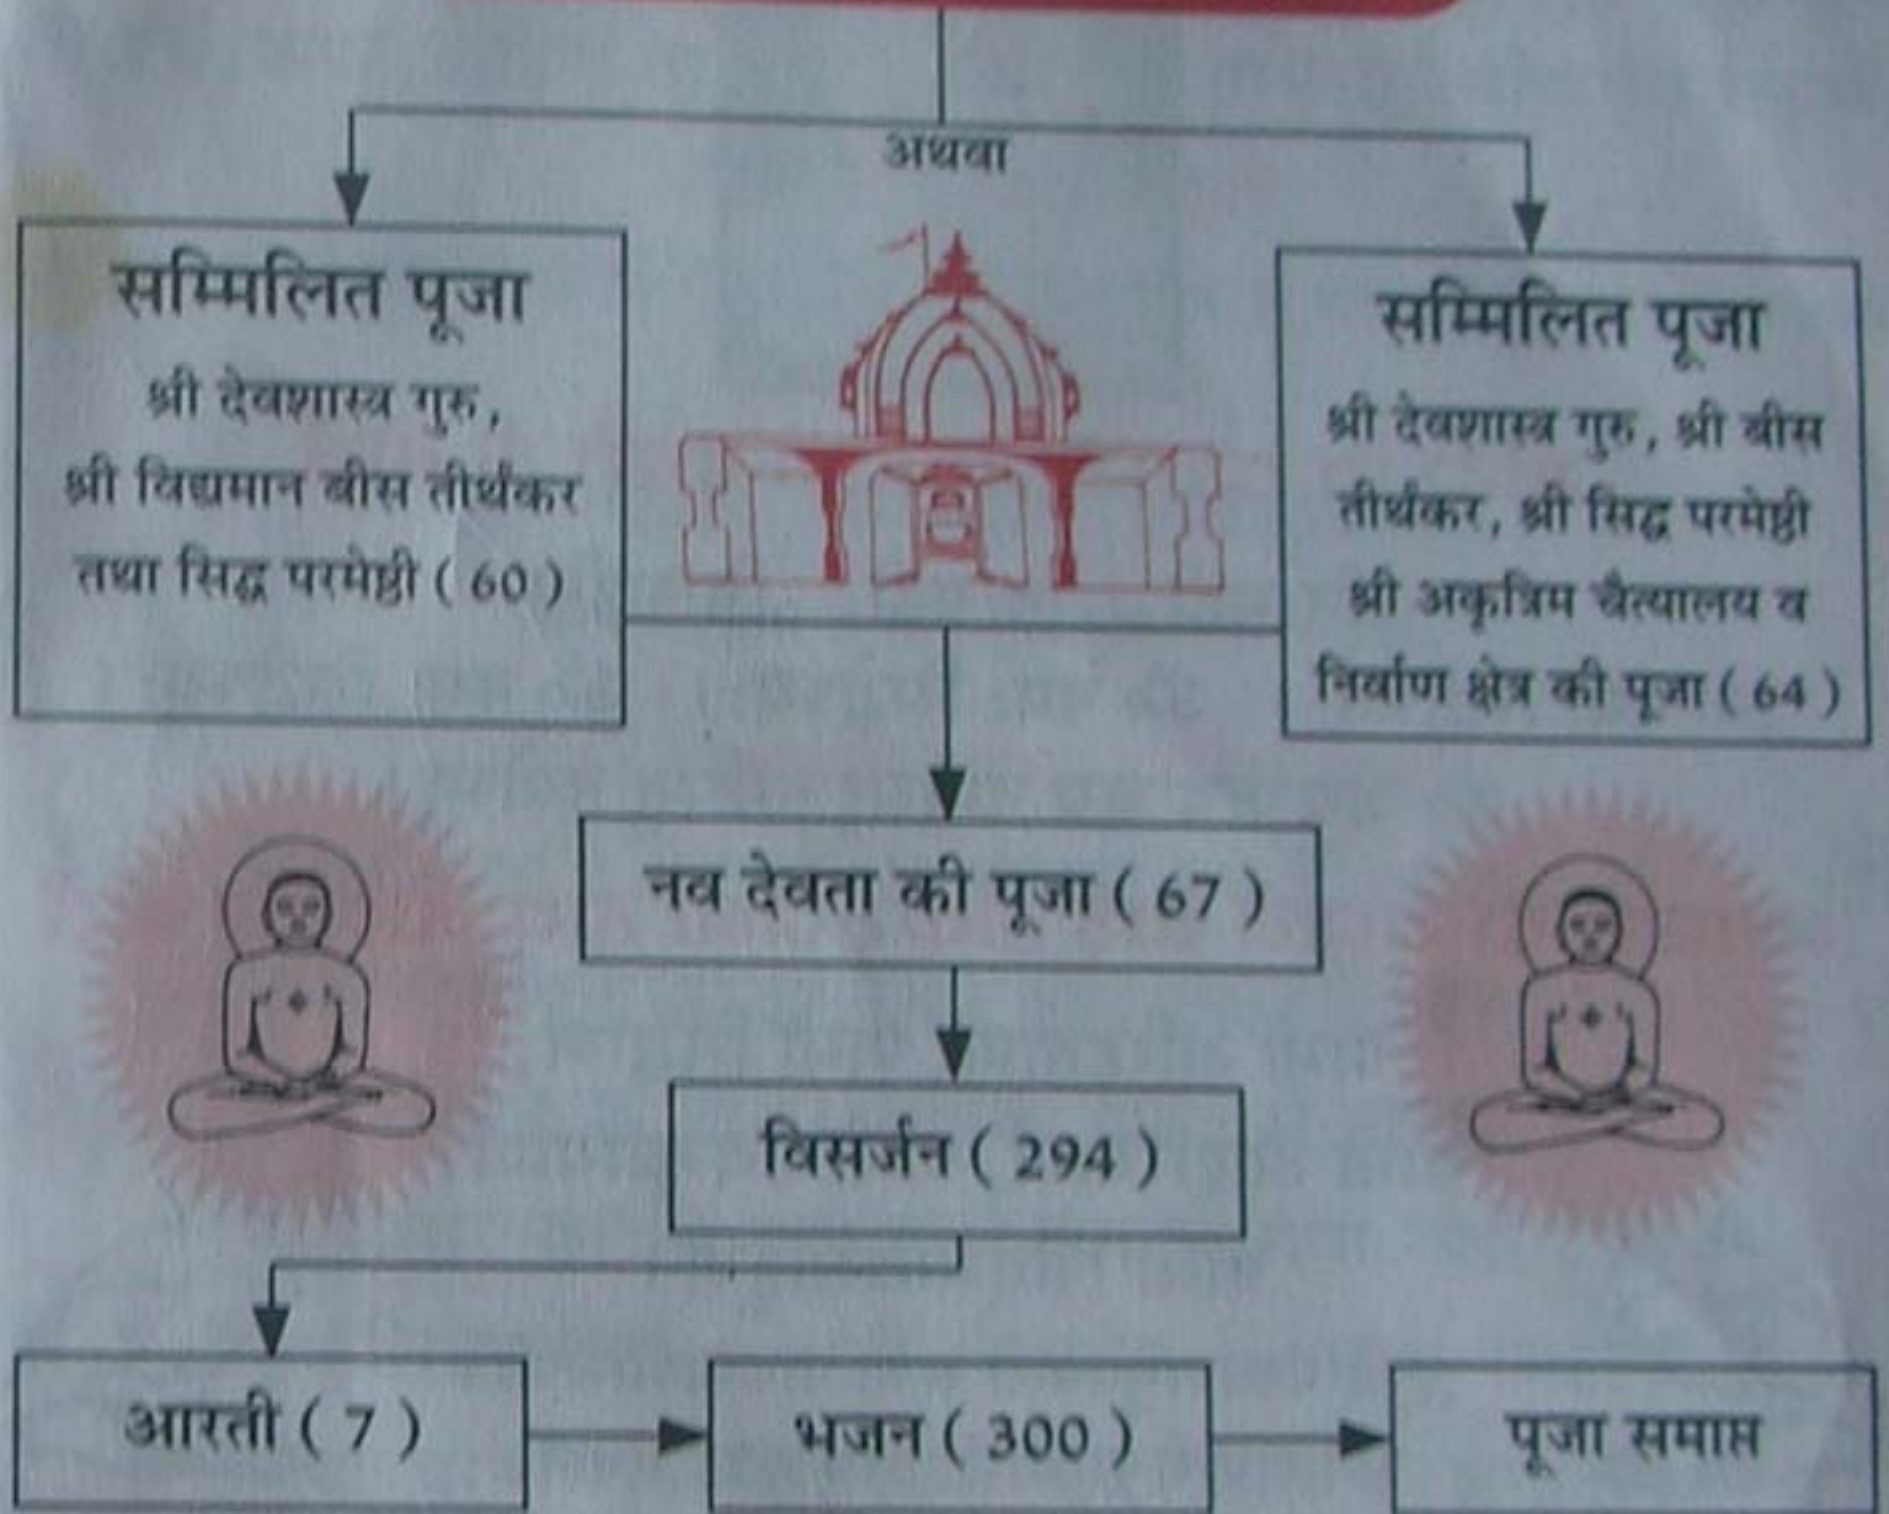 अथवा
सम्मिलित पूजा
श्री देवशास्त्र गुरु,
श्री विद्यमान बीस तीर्थंकर
तथा सिद्ध परमेष्ठी ( 60 )
सम्मिलित पूजा
श्री देवशास्त्र गुरु, श्री बीस
तीर्थंकर, श्री सिद्ध परमेष्ठी
श्री अकृत्रिम चैत्यालय व
निर्वाण क्षेत्र की पूजा ( 64 )
नव देवता की पूजा ( 67 )
विसर्जन ( 294 )
आरती ( 7 )
भजन ( 300 )
पूजा समाप्त